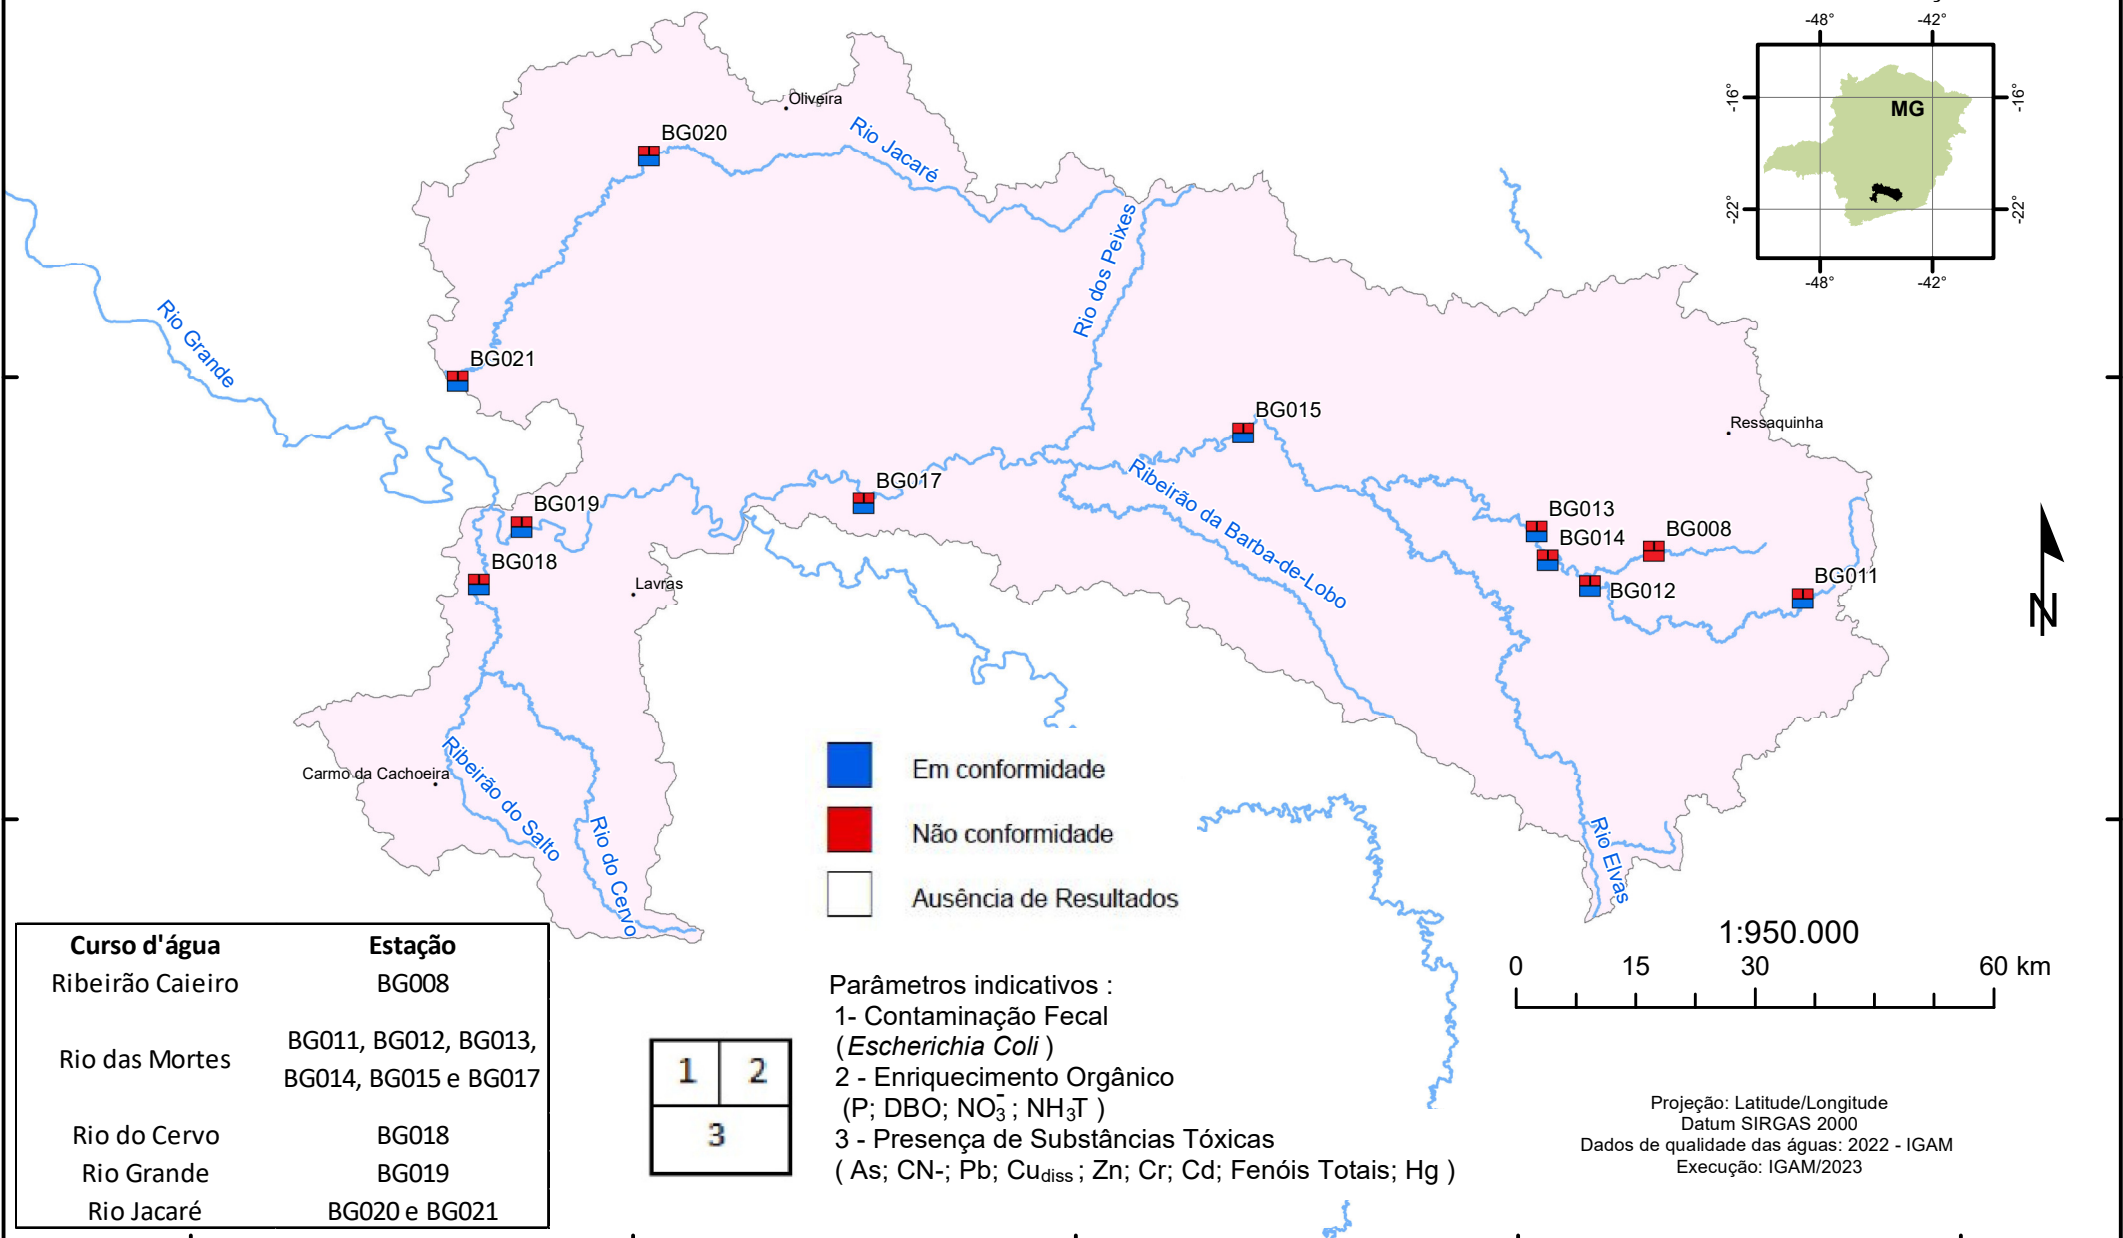 -48°
-42°
-16°
-16°
MG
-22°
-22°
-48°
-42°
Oliveira
BG020
Rio Jacaré
Rio dos Peixes
Rio Grande
BG021
BG015
Ressaquinha
Ribeirão da Barba-de-Lobo
BG017
BG019
BG013
BG014
BG008
BG018
BG011
BG012
Lavras
Carmo da Cachoeira
Ribeirão do Salto
Rio do Cervo
Rio Elvas
N
Em conformidade
Não conformidade
Ausência de Resultados
1:950.000
0 15 30 60 km
Curso d'água Estação
Ribeirão Caieiro BG008
Rio das Mortes BG011, BG012, BG013,
BG014, BG015 e BG017
Rio do Cervo BG018
Rio Grande BG019
Rio Jacaré BG020 e BG021
1 2
3
Parâmetros indicativos :
1- Contaminação Fecal
(Escherichia Coli )
2 - Enriquecimento Orgânico
(P; DBO; NO₃⁻ ; NH₃T )
3 - Presença de Substâncias Tóxicas
( As; CN-; Pb; Cudiss ; Zn; Cr; Cd; Fenóis Totais; Hg )
Projeção: Latitude/Longitude
Datum SIRGAS 2000
Dados de qualidade das águas: 2022 - IGAM
Execução: IGAM/2023